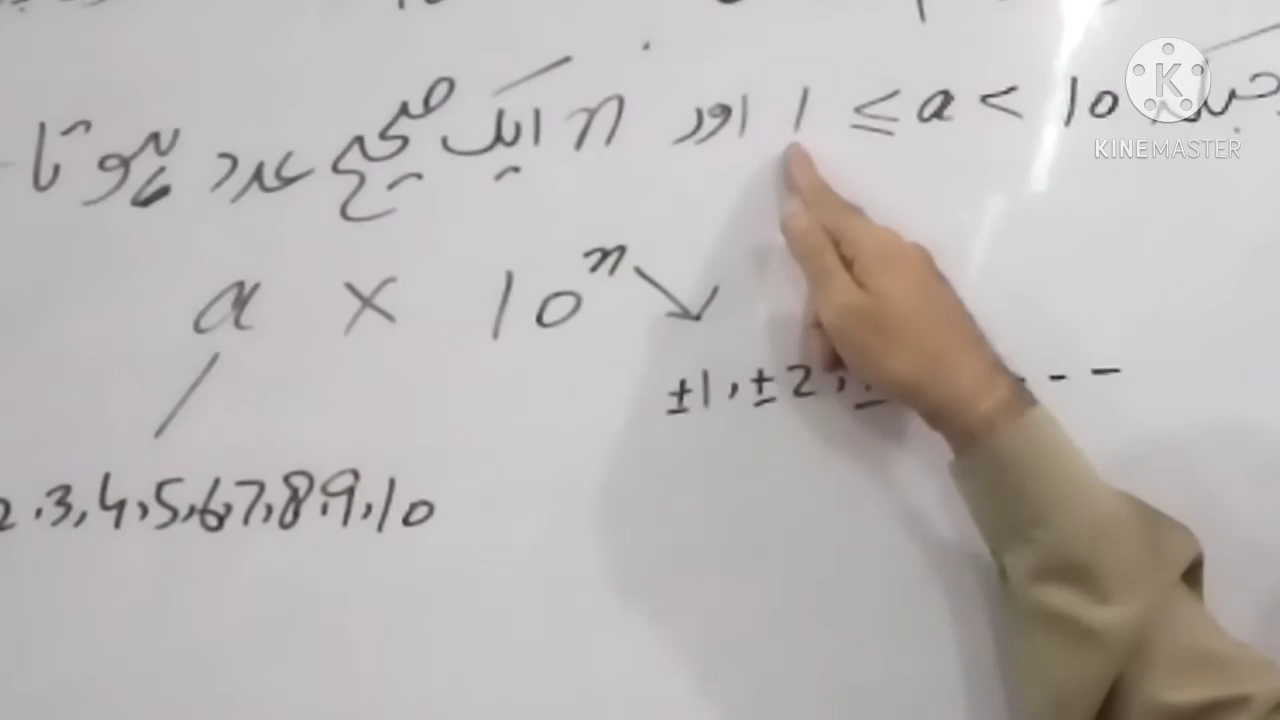 جبکہ 1 ≤ a < 10 اور n ایک صحیح عدد ہوتا
a × 10ⁿ
±1, ±2,
2,3,4,5,6,7,8,9,10
KINEMASTER